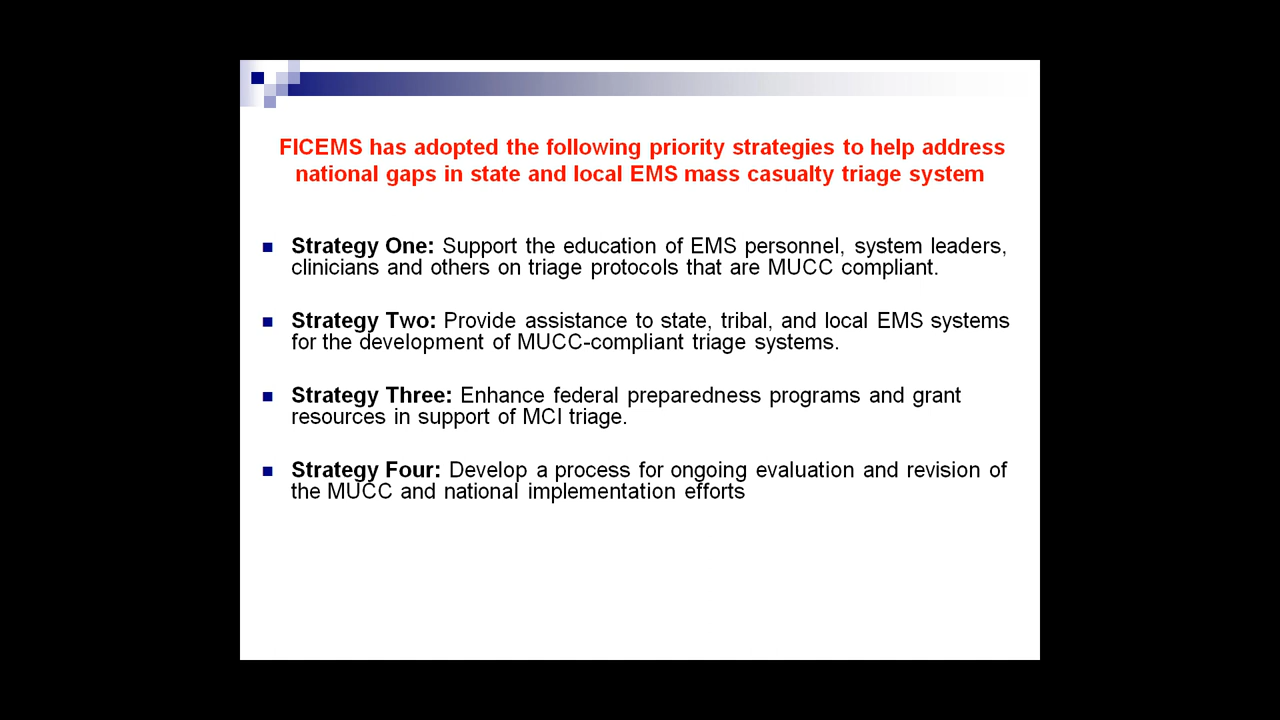 FICEMS has adopted the following priority strategies to help address
national gaps in state and local EMS mass casualty triage system
Strategy One: Support the education of EMS personnel, system leaders,
clinicians and others on triage protocols that are MUCC compliant.
Strategy Two: Provide assistance to state, tribal, and local EMS systems
for the development of MUCC-compliant triage systems.
Strategy Three: Enhance federal preparedness programs and grant
resources in support of MCI triage.
Strategy Four: Develop a process for ongoing evaluation and revision of
the MUCC and national implementation efforts